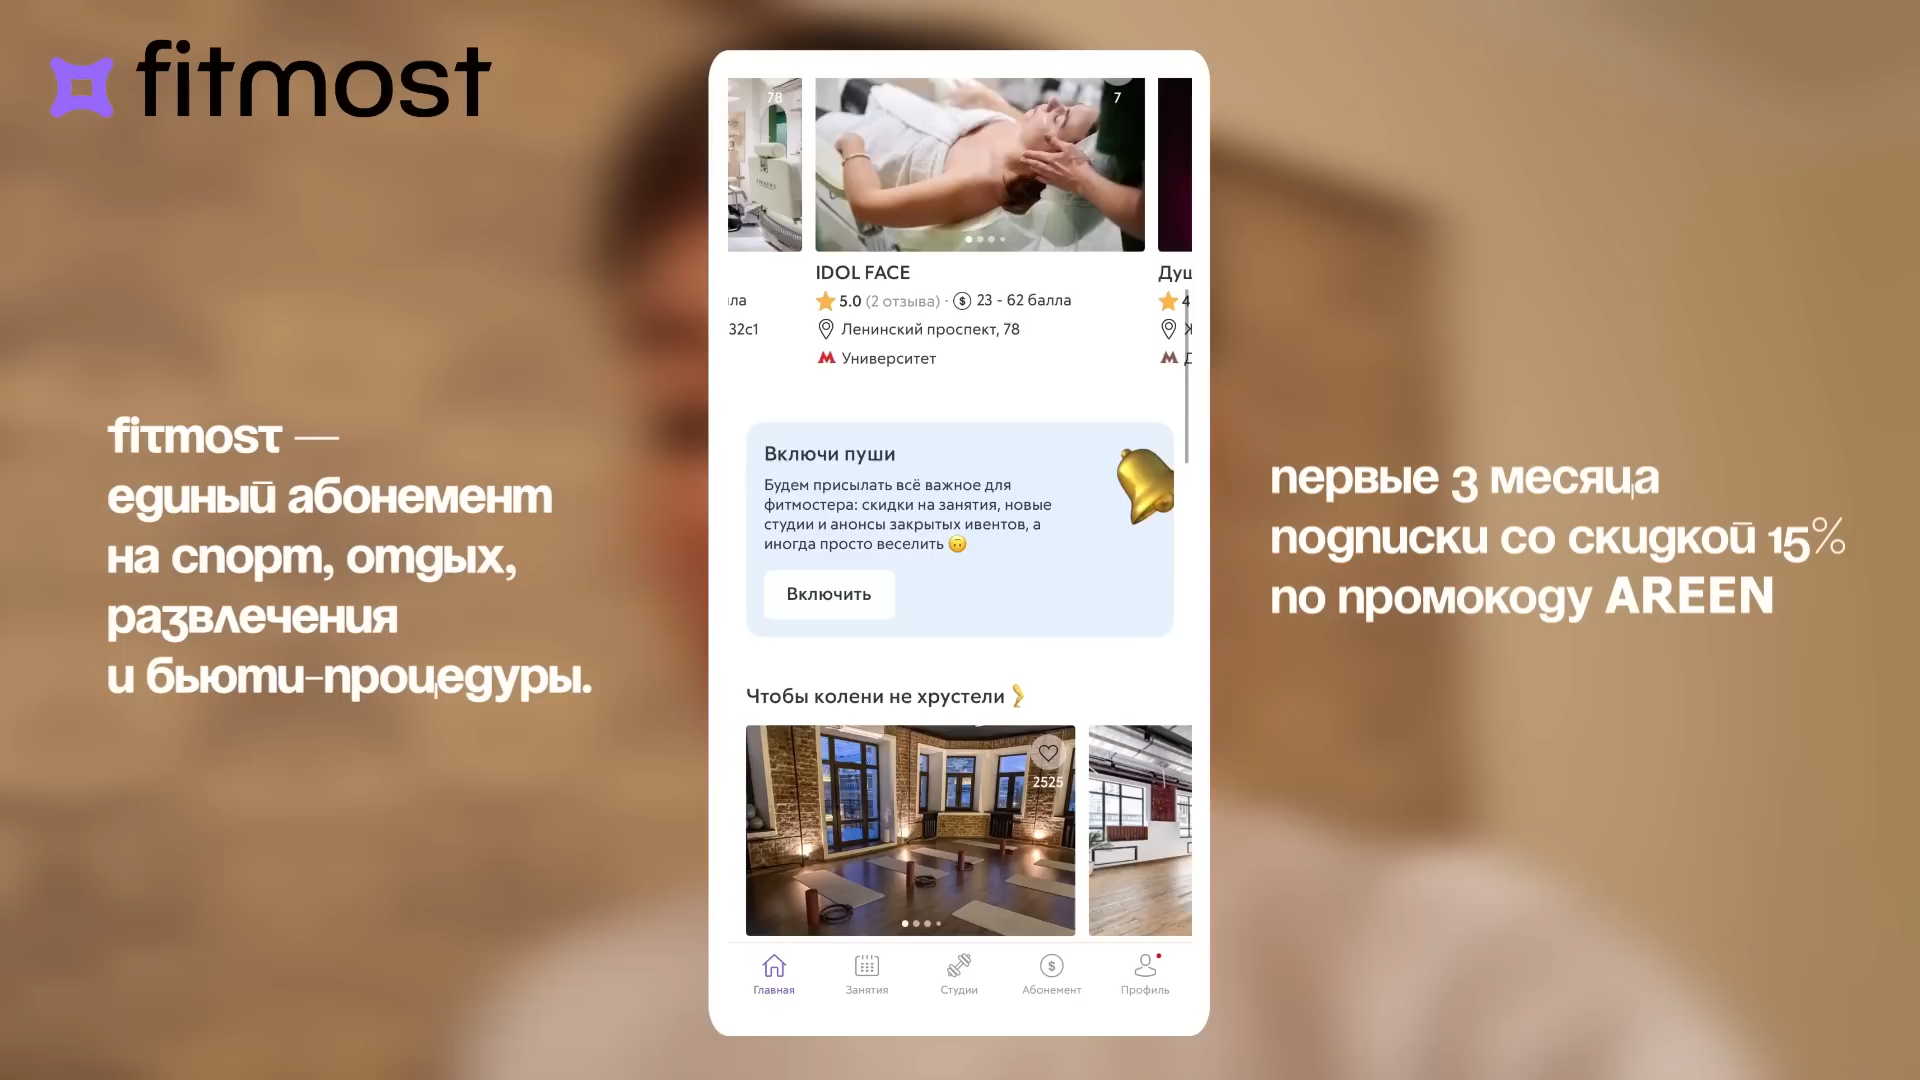 fitmost
fitmost —
единый абонемент
на спорт, отдых,
развлечения
и бьюти-процедуры.
78
7
IDOL FACE
5.0 (2 отзыва) · 23 - 62 балла
32с1
Ленинский проспект, 78
Университет
Включи пуши
Будем присылать всё важное для
фитмостера: скидки на занятия, новые
студии и анонсы закрытых ивентов, а
иногда просто веселить 🙃
Включить
Чтобы колени не хрустели
2525
Главная
Занятия
Студии
Абонемент
Профиль
первые 3 месяца
подписки со скидкой 15%
по промокоду AREEN